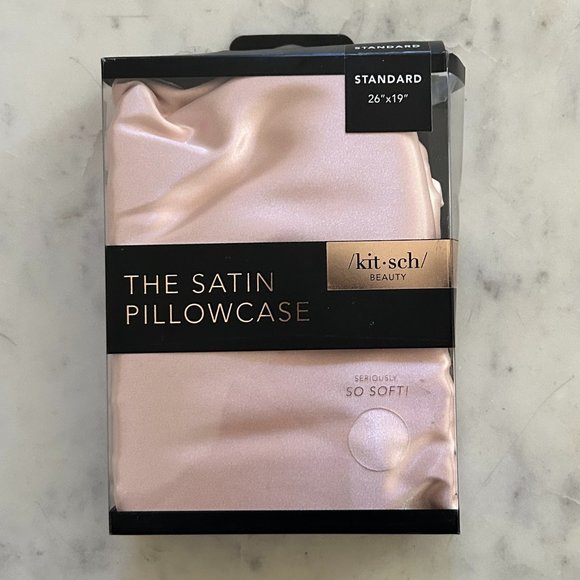 STANDARD
STANDARD
26”x19”
/kit•sch/
BEAUTY
THE SATIN
PILLOWCASE
SERIOUSLY,
SO SOFT!